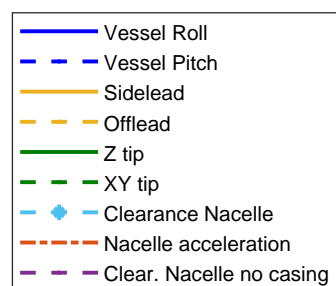 Vessel Roll
Vessel Pitch
Sidelead
Offlead
Z tip
XY tip
Clearance Nacelle
Nacelle acceleration
Clear. Nacelle no casing